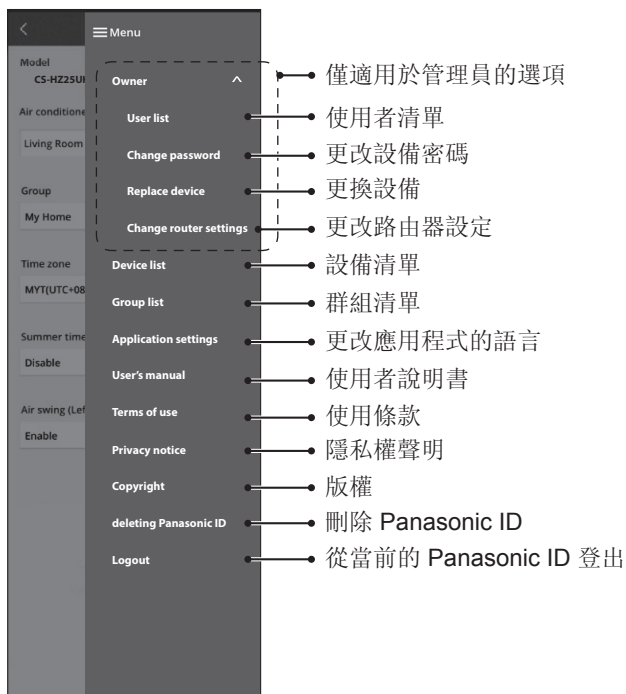 Menu
Model
CS-HZ25U
Owner
僅適用於管理員的選項
Air conditione
User list
使用者清單
Living Room
Change password
更改設備密碼
Group
Replace device
更換設備
My Home
Change router settings
更改路由器設定
Time zone
Device list
設備清單
MYT(UTC+08
Group list
群組清單
Summer time
Application settings
更改應用程式的語言
Disable
User's manual
使用者說明書
Air swing (Lef
Terms of use
使用條款
Enable
Privacy notice
隱私權聲明
Copyright
版權
deleting Panasonic ID
刪除 Panasonic ID
Logout
從當前的 Panasonic ID 登出